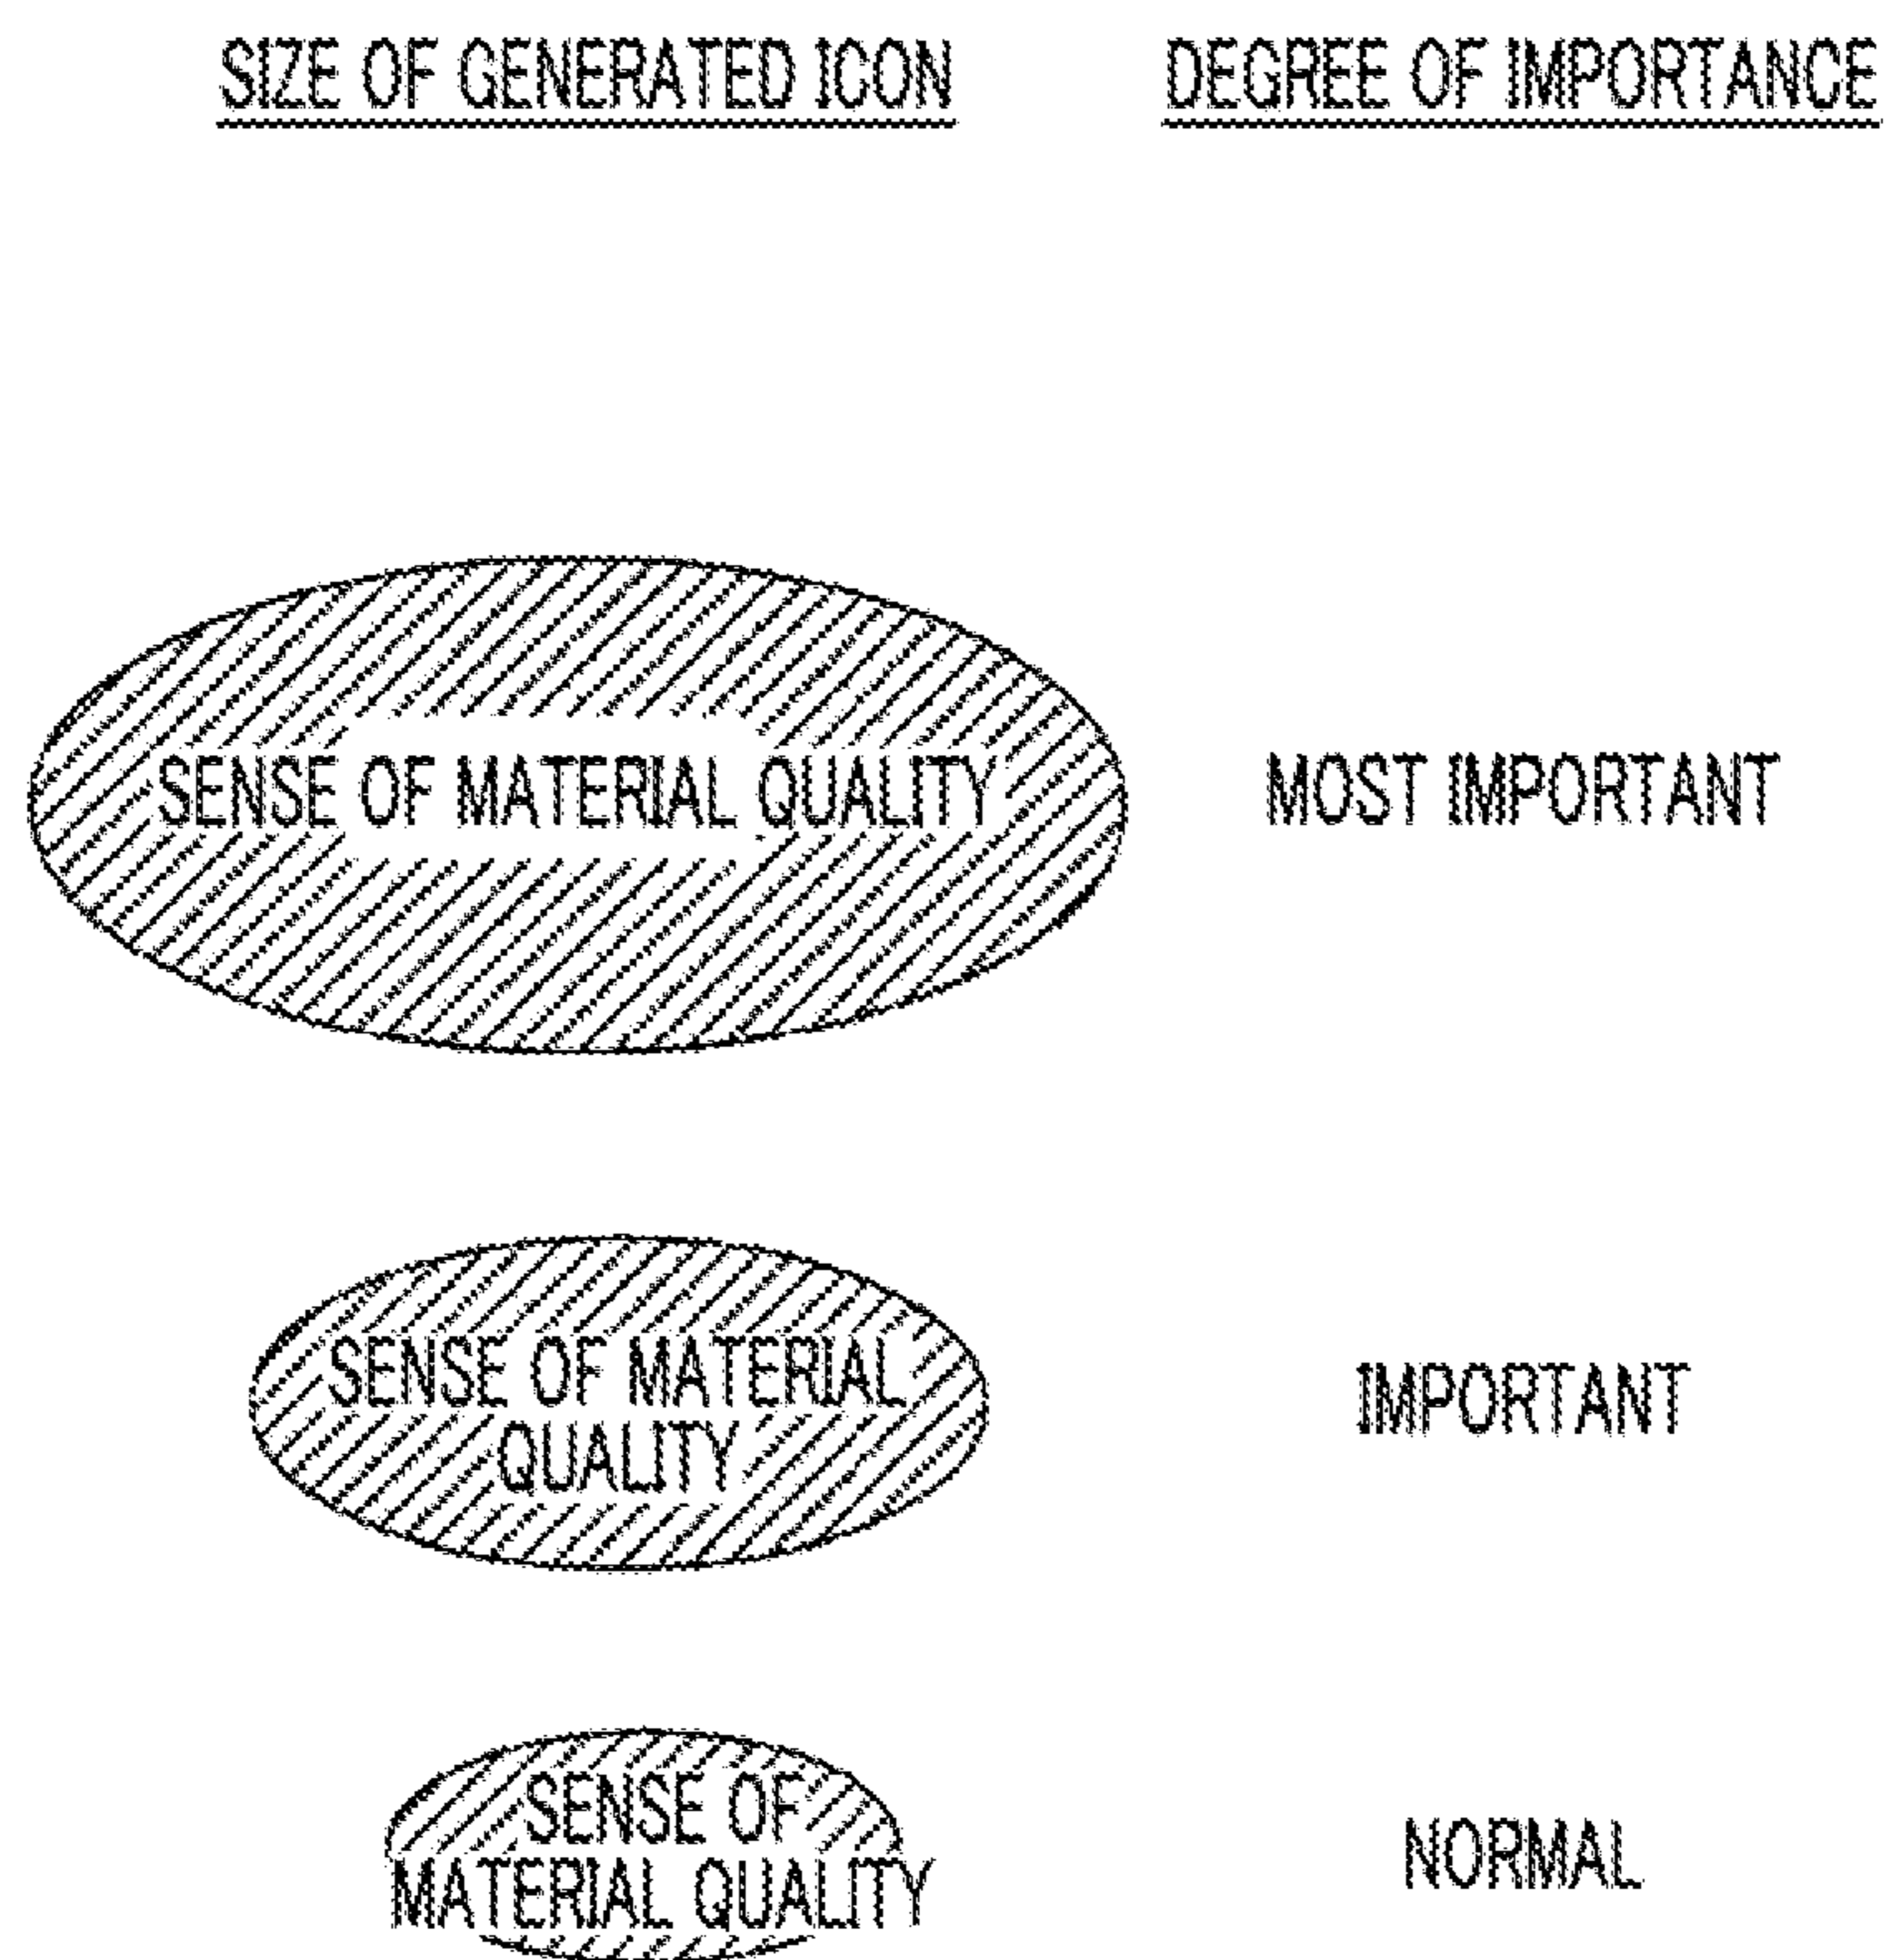 SIZE OF GENERATED ICON
DEGREE OF IMPORTANCE
SENSE OF MATERIAL QUALITY
MOST IMPORTANT
SENSE OF MATERIAL
QUALITY
IMPORTANT
SENSE OF
MATERIAL QUALITY
NORMAL